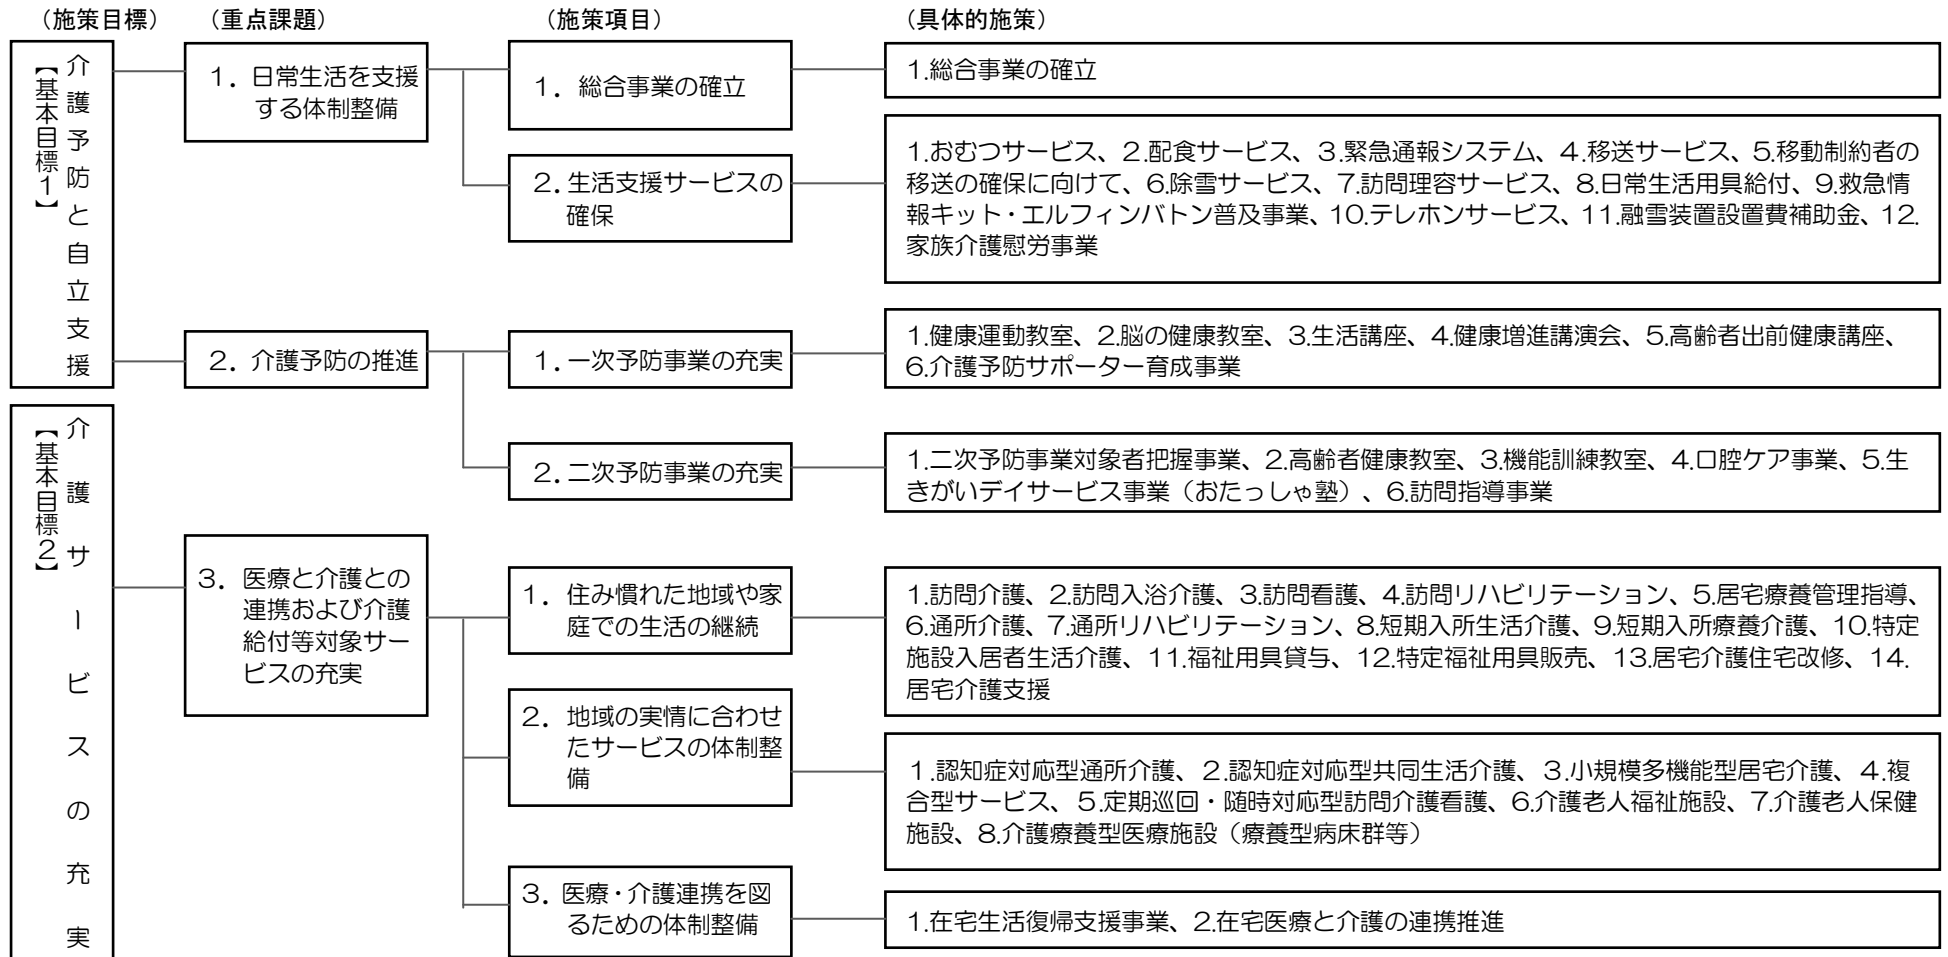 （施策目標）
（重点課題）
（施策項目）
（具体的施策）
【基本目標１】
介護予防と自立支援
１．日常生活を支援
する体制整備
１．総合事業の確立
１.総合事業の確立
２．生活支援サービスの
確保
１.おむつサービス、２.配食サービス、３.緊急通報システム、４.移送サービス、５.移動制約者の
移送の確保に向けて、６.除雪サービス、７.訪問理容サービス、８.日常生活用具給付、９.救急情
報キット・エルフィンバトン普及事業、１０.テレホンサービス、１１.融雪装置設置費補助金、１２.
家族介護慰労事業
２．介護予防の推進
１．一次予防事業の充実
１.健康運動教室、２.脳の健康教室、３.生活講座、４.健康増進講演会、５.高齢者出前健康講座、
６.介護予防サポーター育成事業
２．二次予防事業の充実
１.二次予防事業対象者把握事業、２.高齢者健康教室、３.機能訓練教室、４.口腔ケア事業、５.生
きがいデイサービス事業（おたっしゃ塾）、６.訪問指導事業
【基本目標２】
介護サービスの充実
３．医療と介護との
連携および介護
給付等対象サー
ビスの充実
１．住み慣れた地域や家
庭での生活の継続
１.訪問介護、２.訪問入浴介護、３.訪問看護、４.訪問リハビリテーション、５.居宅療養管理指導、
６.通所介護、７.通所リハビリテーション、８.短期入所生活介護、９.短期入所療養介護、１０.特定
施設入居者生活介護、１１.福祉用具貸与、１２.特定福祉用具販売、１３.居宅介護住宅改修、１４.
居宅介護支援
２．地域の実情に合わせ
たサービスの体制整
備
１.認知症対応型通所介護、２.認知症対応型共同生活介護、３.小規模多機能型居宅介護、４.複
合型サービス、５.定期巡回・随時対応型訪問介護看護、６.介護老人福祉施設、７.介護老人保健
施設、８.介護療養型医療施設（療養型病床群等）
３．医療・介護連携を図
るための体制整備
１.在宅生活復帰支援事業、２.在宅医療と介護の連携推進